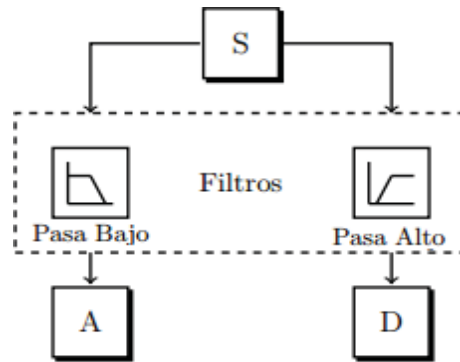 S
Filtros
Pasa Bajo
Pasa Alto
A
D